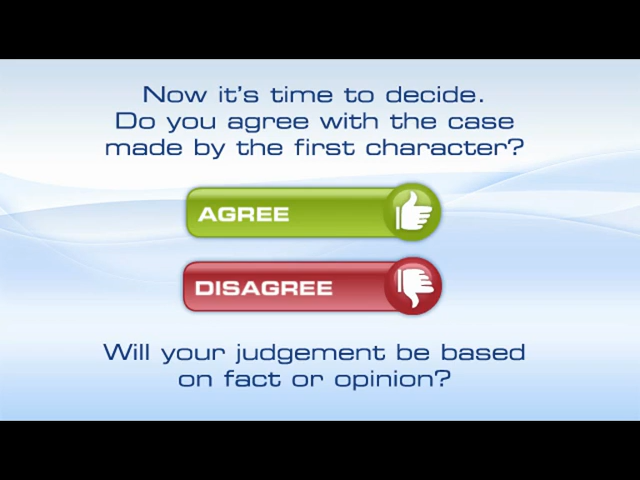 Now it's time to decide.
Do you agree with the case
made by the first character?
AGREE
DISAGREE
Will your judgement be based
on fact or opinion?